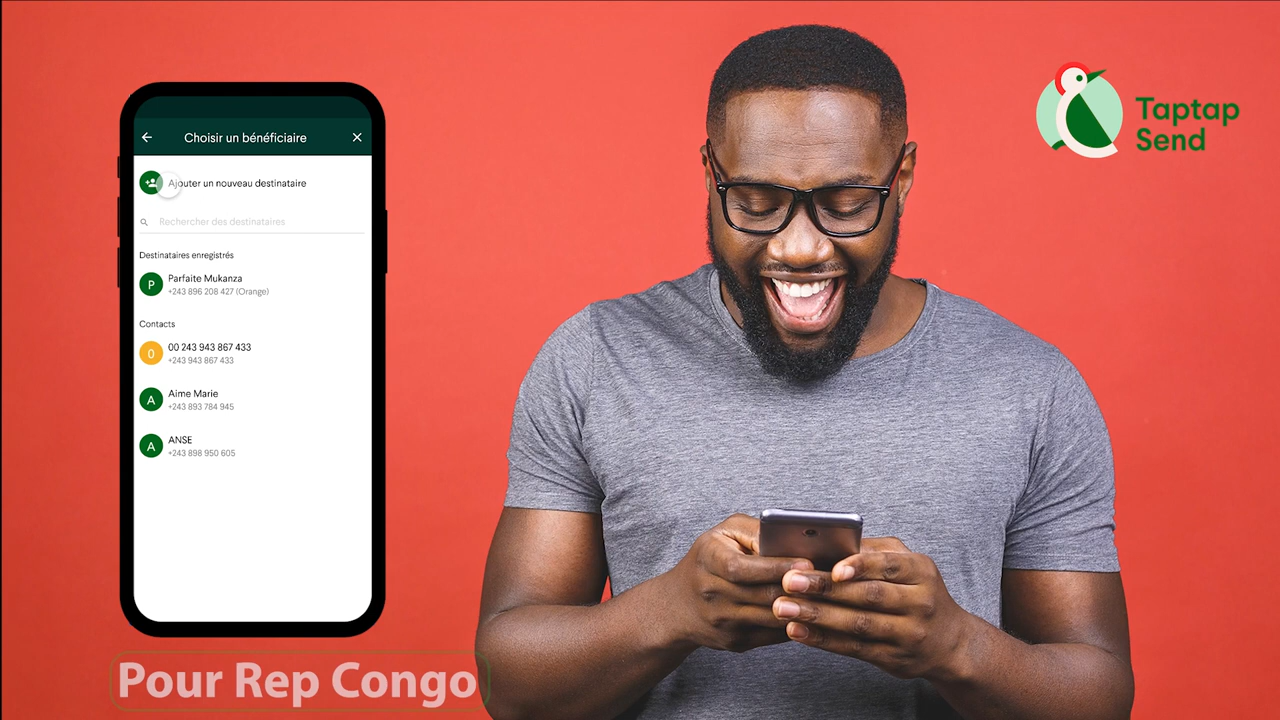 Choisir un bénéficiaire
Ajouter un nouveau destinataire
Rechercher des destinataires
Destinataires enregistrés
P
Parfaite Mukanza
+243 896 208 427 (Orange)
Contacts
0
00 243 943 867 433
+243 943 867 433
A
Aime Marie
+243 893 784 945
A
ANSE
+243 898 950 605
Taptap
Send
Pour Rep Congo